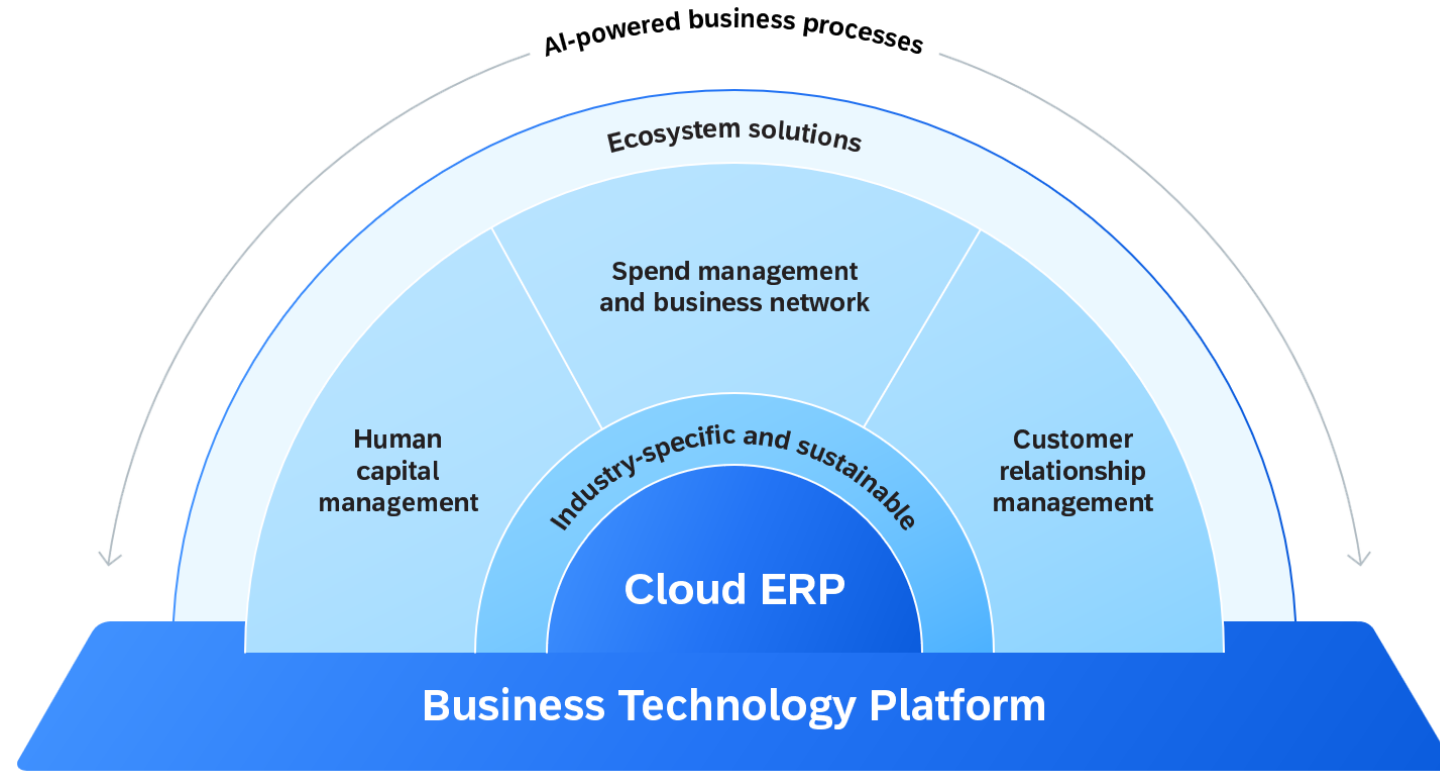 AI-powered business processes
Ecosystem solutions
Spend management
and business network
Human
capital
management
Customer
relationship
management
Industry-specific and sustainable
Cloud ERP
Business Technology Platform